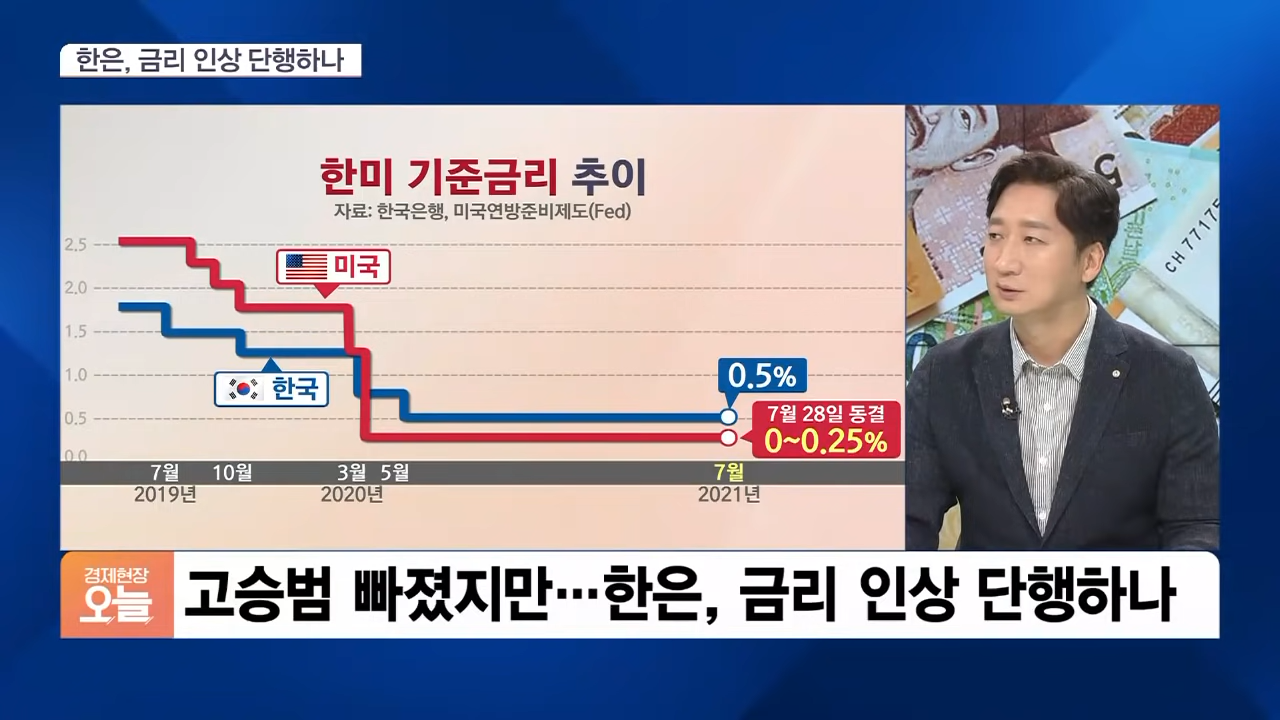 한은, 금리 인상 단행하나
한미 기준금리 추이
자료: 한국은행, 미국연방준비제도(Fed)
2.5
2.0
1.5
1.0
0.5
0.0
미국
한국
0.5%
7월 28일 동결
0~0.25%
7월 10월 3월 5월 7월
2019년 2020년 2021년
5
CH77175
경제현장
오늘
고승범 빠졌지만…한은, 금리 인상 단행하나